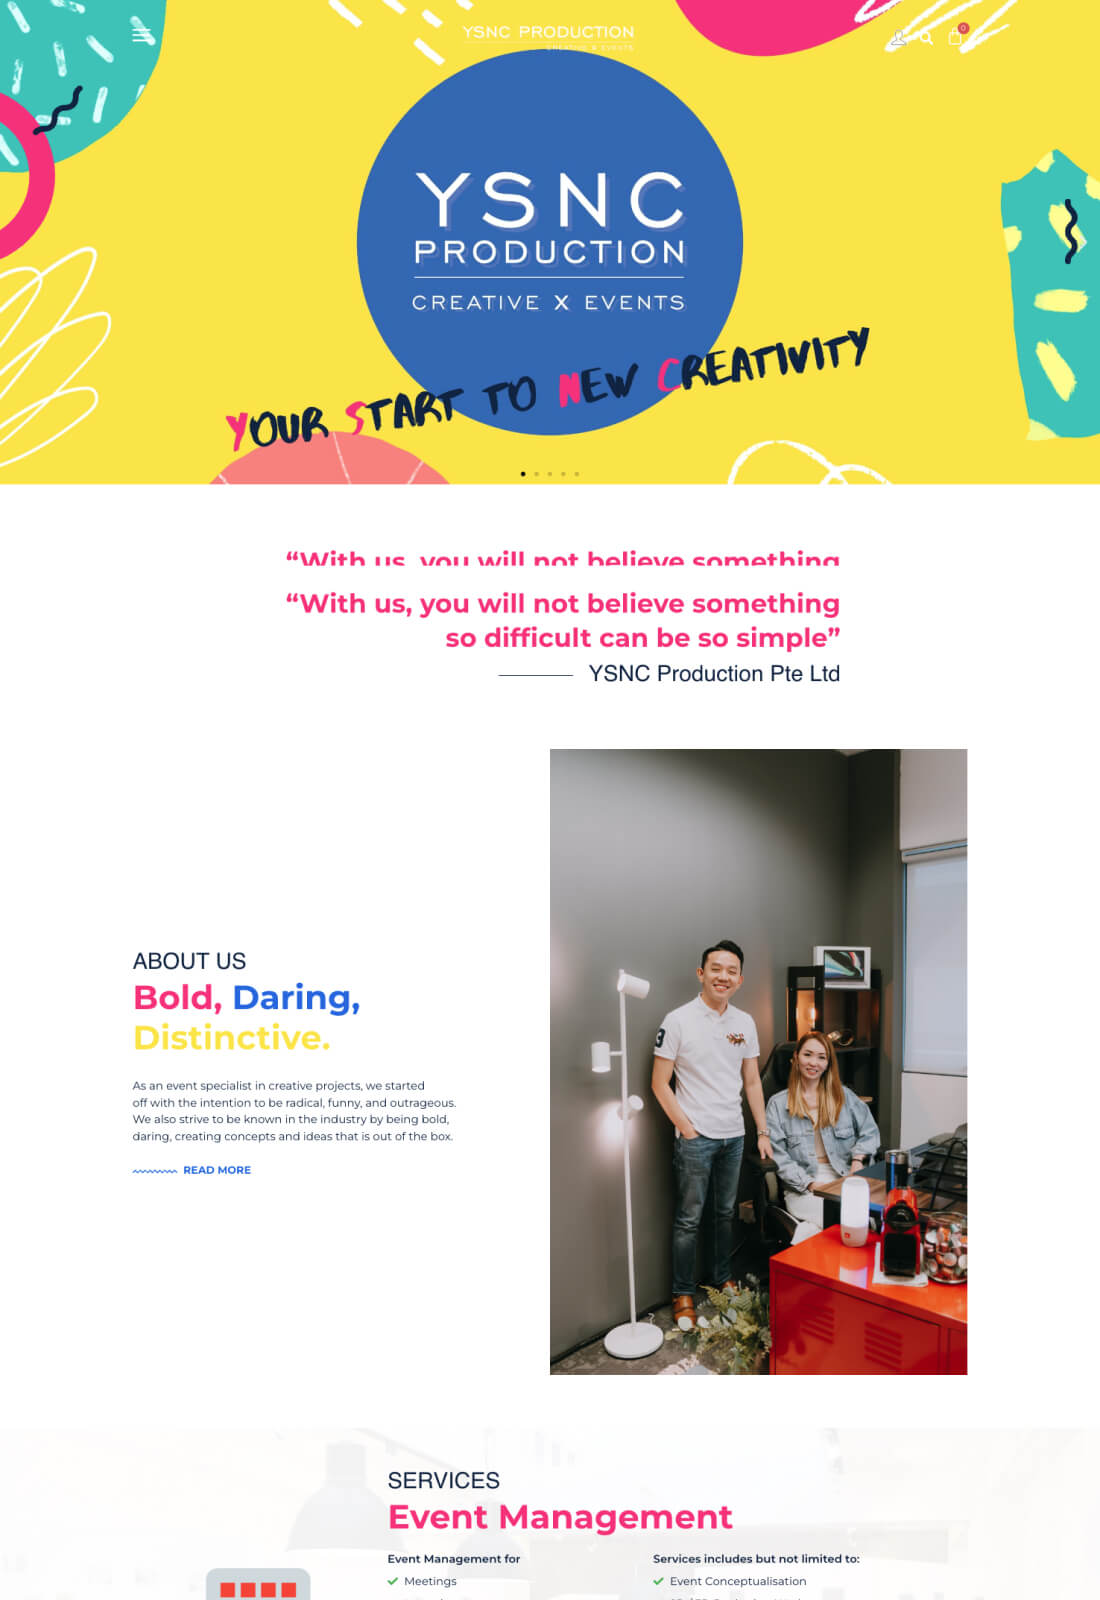 YSNC PRODUCTION
CREATIVE X EVENTS
0
YSNC
PRODUCTION
CREATIVE X EVENTS
YOUR START TO NEW CREATIVITY
“With us, you will not believe something
“With us, you will not believe something
so difficult can be so simple”
YSNC Production Pte Ltd
ABOUT US
Bold, Daring,
Distinctive.
As an event specialist in creative projects, we started
off with the intention to be radical, funny, and outrageous.
We also strive to be known in the industry by being bold,
daring, creating concepts and ideas that is out of the box.
READ MORE
3
JBL
SERVICES
Event Management
Event Management for
Services includes but not limited to:
Meetings
Event Conceptualisation